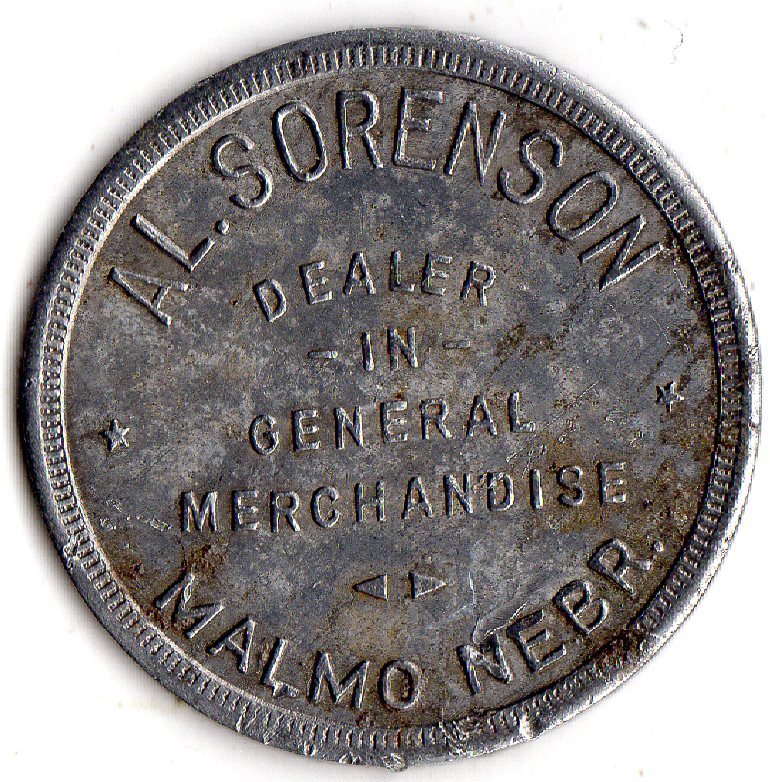 AL. SORENSON
DEALER
- IN -
GENERAL
MERCHANDISE
MALMO NEBR.